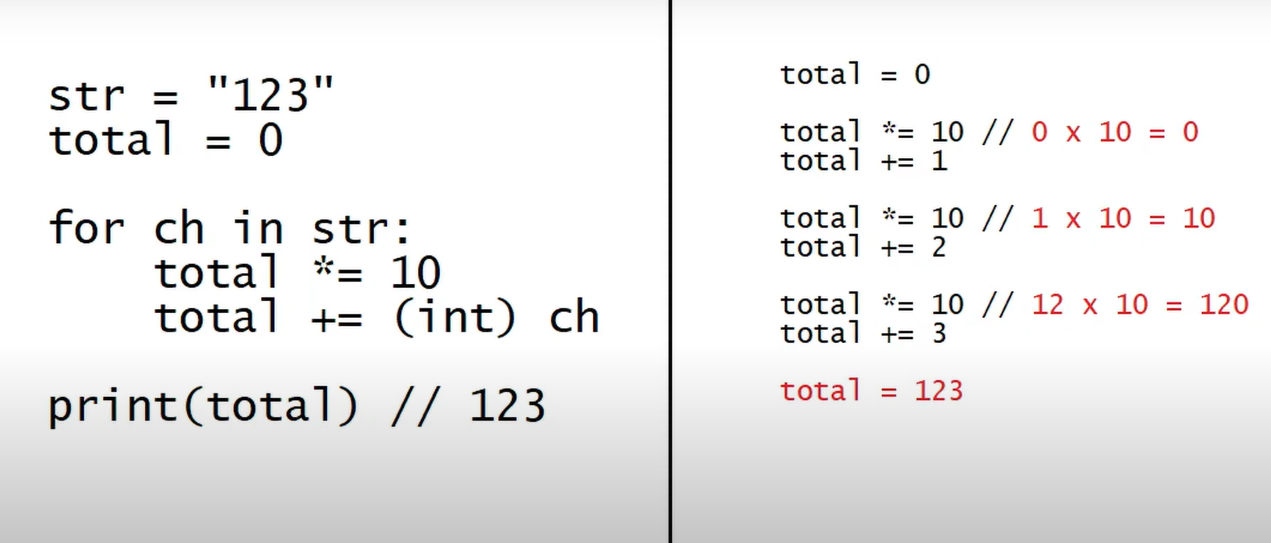 str = "123"
total = 0
for ch in str:
    total *= 10
    total += (int) ch
print(total) // 123
total = 0
total *= 10 // 0 x 10 = 0
total += 1
total *= 10 // 1 x 10 = 10
total += 2
total *= 10 // 12 x 10 = 120
total += 3
total = 123